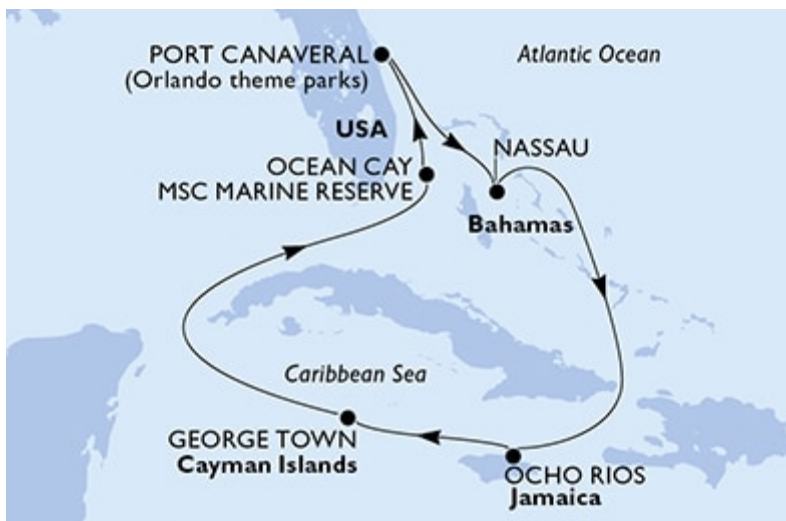 PORT CANAVERAL
(Orlando theme parks)
Atlantic Ocean
USA
NASSAU
OCEAN CAY
MSC MARINE RESERVE
Bahamas
Caribbean Sea
GEORGE TOWN
Cayman Islands
OCHO RIOS
Jamaica